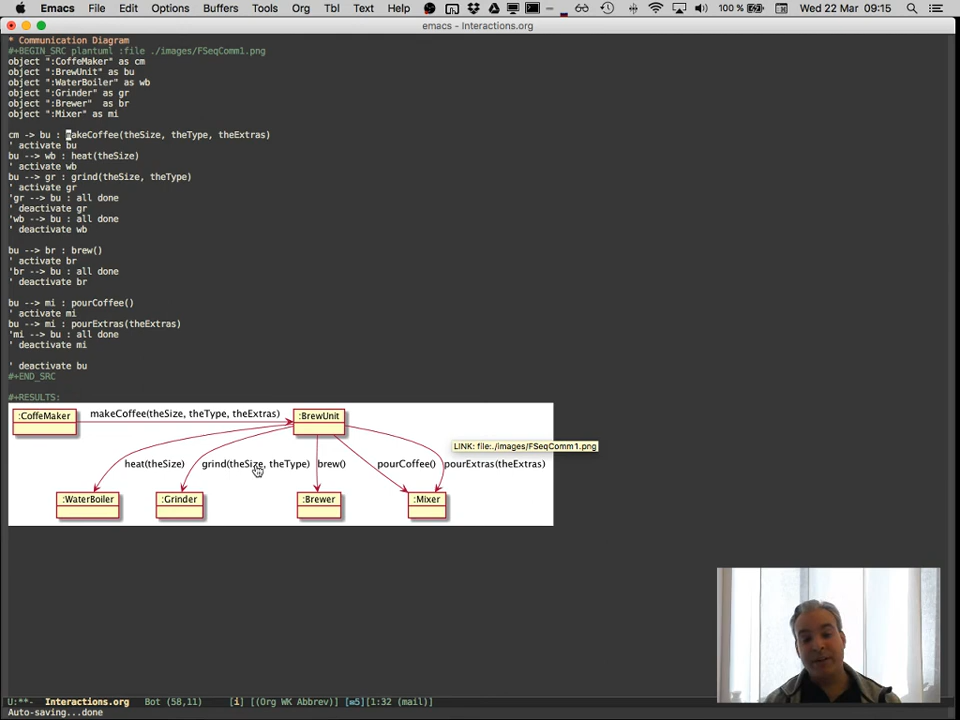 Emacs File Edit Options Buffers Tools Org Tbl Text Help 100 % Wed 22 Mar 09:15
emacs - Interactions.org
* Communication Diagram
#+BEGIN_SRC plantuml :file ./images/FSeqComm1.png
object ":CoffeMaker" as cm
object ":BrewUnit" as bu
object ":WaterBoiler" as wb
object ":Grinder" as gr
object ":Brewer"  as br
object ":Mixer" as mi
cm -> bu : makeCoffee(theSize, theType, theExtras)
' activate bu
bu --> wb : heat(theSize)
' activate wb
bu --> gr : grind(theSize, theType)
' activate gr
'gr --> bu : all done
' deactivate gr
'wb --> bu : all done
' deactivate wb
bu --> br : brew()
' activate br
'br --> bu : all done
' deactivate br
bu --> mi : pourCoffee()
' activate mi
bu --> mi : pourExtras(theExtras)
'mi --> bu : all done
' deactivate mi
' deactivate bu
#+END_SRC
#+RESULTS:
:CoffeMaker makeCoffee(theSize, theType, theExtras) :BrewUnit
LINK: file:./images/FSeqComm1.png
heat(theSize) grind(theSize, theType) brew() pourCoffee() pourExtras(theExtras)
:WaterBoiler :Grinder :Brewer :Mixer
U:**- Interactions.org Bot (58,11) [i] [(Org WK Abbrev)] [✉5][1:32 (mail)]
Auto-saving...done